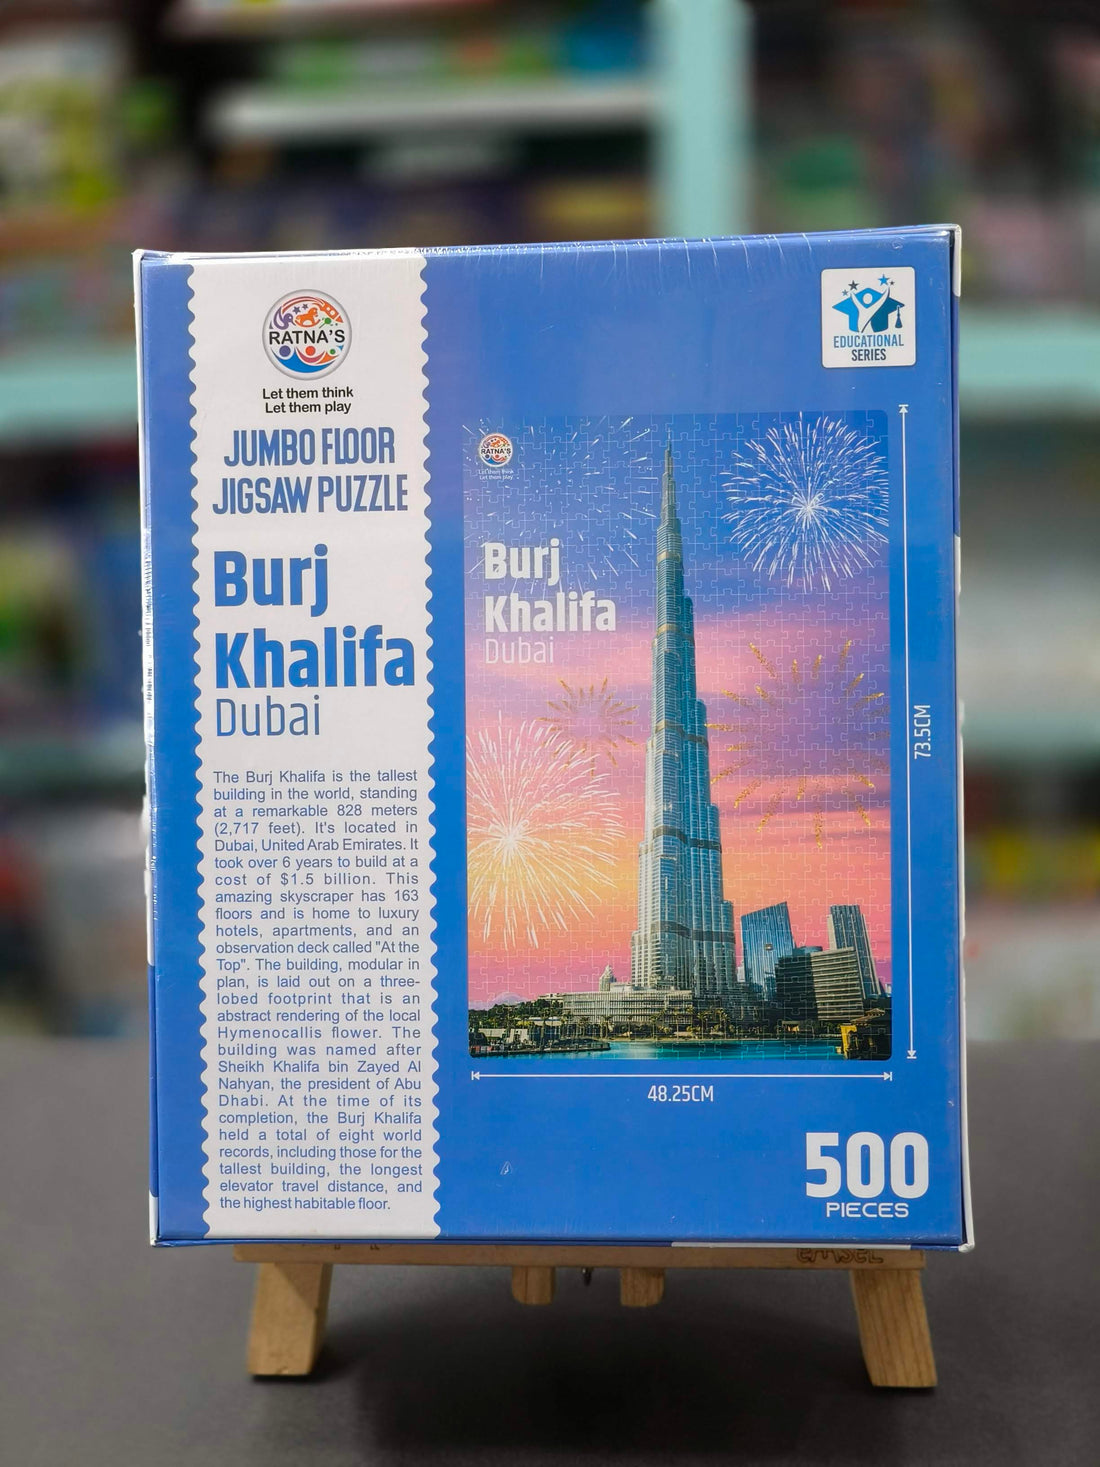 RATNA'S
Let them think
Let them play
JUMBO FLOOR
JIGSAW PUZZLE
Burj
Khalifa
Dubai
The Burj Khalifa is the tallest
building in the world, standing
at a remarkable 828 meters
(2,717 feet). It's located in
Dubai, United Arab Emirates. It
took over 6 years to build at a
cost of $1.5 billion. This
amazing skyscraper has 163
floors and is home to luxury
hotels, apartments, and an
observation deck called "At the
Top". The building, modular in
plan, is laid out on a three-
lobed footprint that is an
abstract rendering of the local
Hymenocallis flower. The
building was named after
Sheikh Khalifa bin Zayed Al
Nahyan, the president of Abu
Dhabi. At the time of its
completion, the Burj Khalifa
held a total of eight world
records, including those for the
tallest building, the longest
elevator travel distance, and
the highest habitable floor.
EDUCATIONAL
SERIES
RATNA'S
Let them think
Let them play
Burj
Khalifa
Dubai
73.5CM
48.25CM
500
PIECES